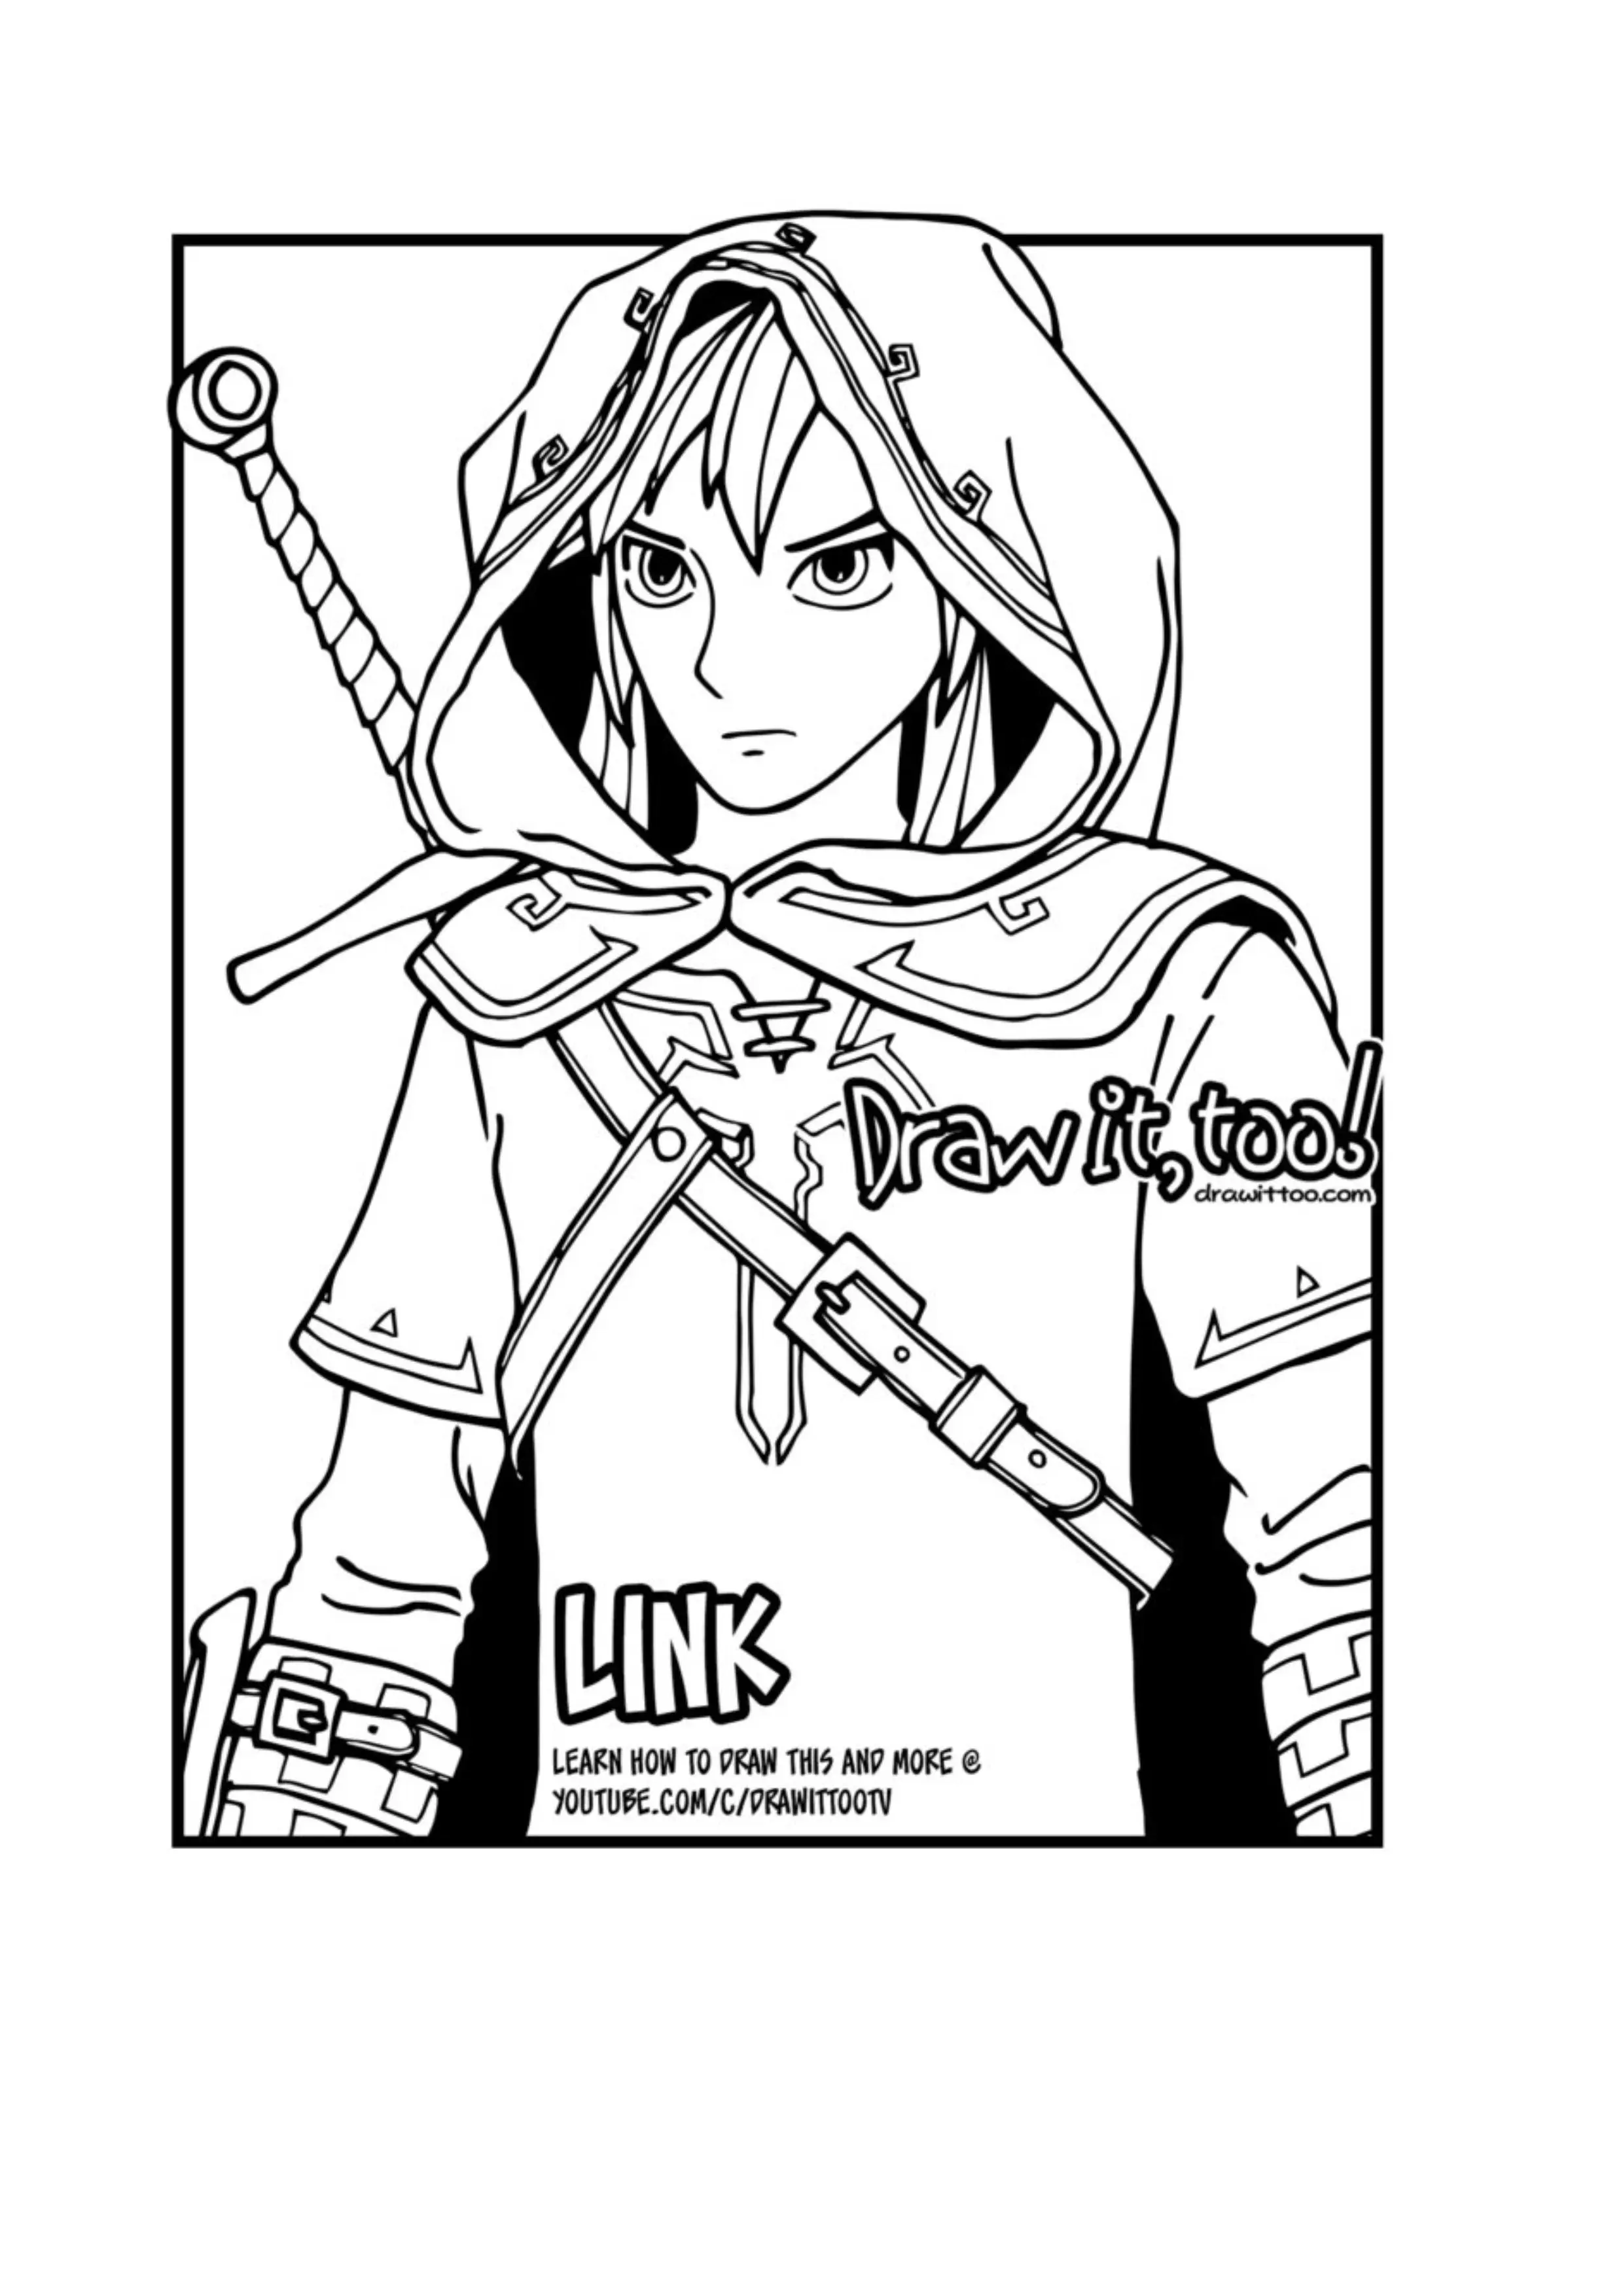 Draw it, too!
drawittoo.com
LINK
LEARN HOW TO DRAW THIS AND MORE @
YOUTUBE.COM/C/DRAWITTOOTV